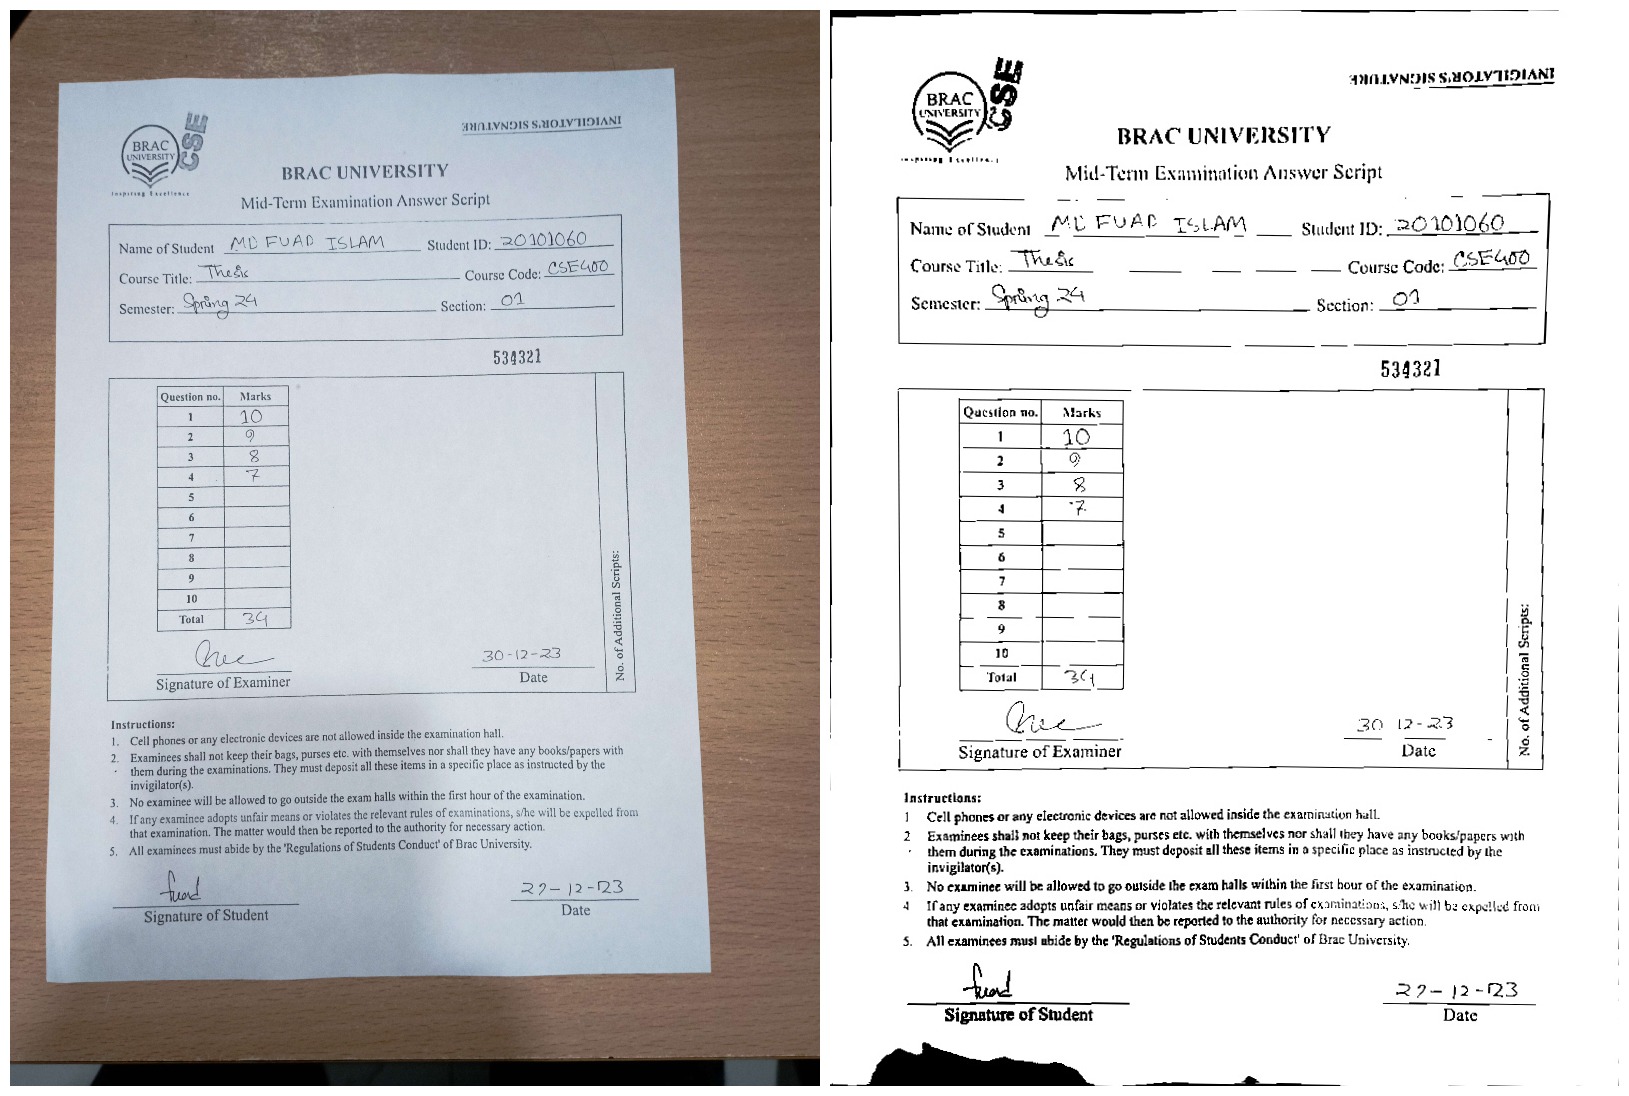 BRAC
UNIVERSITY
Inspiring Excellence
CSE
INVIGILATOR'S SIGNATURE
BRAC UNIVERSITY
Mid-Term Examination Answer Script
Name of Student MD FUAD ISLAM Student ID: 20101060
Course Title: Thesis Course Code: CSE400
Semester: Spring 24 Section: 01
534321
Question no. Marks
1 10
2 9
3 8
4 7
5
6
7
8
9
10
Total 34
No. of Additional Scripts:
30-12-23
Signature of Examiner Date
Instructions:
1. Cell phones or any electronic devices are not allowed inside the examination hall.
2. Examinees shall not keep their bags, purses etc. with themselves nor shall they have any books/papers with
them during the examinations. They must deposit all these items in a specific place as instructed by the
invigilator(s).
3. No examinee will be allowed to go outside the exam halls within the first hour of the examination.
4. If any examinee adopts unfair means or violates the relevant rules of examinations, s/he will be expelled from
that examination. The matter would then be reported to the authority for necessary action.
5. All examinees must abide by the 'Regulations of Students Conduct' of Brac University.
Fuad
Signature of Student Date
BRAC
UNIVERSITY
CSE
INVIGILATOR'S SIGNATURE
BRAC UNIVERSITY
Mid-Term Examination Answer Script
Name of Student MD FUAD ISLAM Student ID: 20101060
Course Title: Thesis Course Code: CSE400
Semester: Spring 24 Section: 01
534321
Question no. Marks
1 10
2 9
3 8
4 7
5
6
7
8
9
10
Total 34
No. of Additional Scripts:
30 12-23
Signature of Examiner Date
Instructions:
1 Cell phones or any electronic devices are not allowed inside the examination hall.
2 Examinees shall not keep their bags, purses etc. with themselves nor shall they have any books/papers with
them during the examinations. They must deposit all these items in a specific place as instructed by the
invigilator(s).
3. No examinee will be allowed to go outside the exam halls within the first hour of the examination.
4 If any examinee adopts unfair means or violates the relevant rules of examinations, s/he will be expelled from
that examination. The matter would then be reported to the authority for necessary action.
5. All examinees must abide by the 'Regulations of Students Conduct' of Brac University.
Fuad
Signature of Student Date